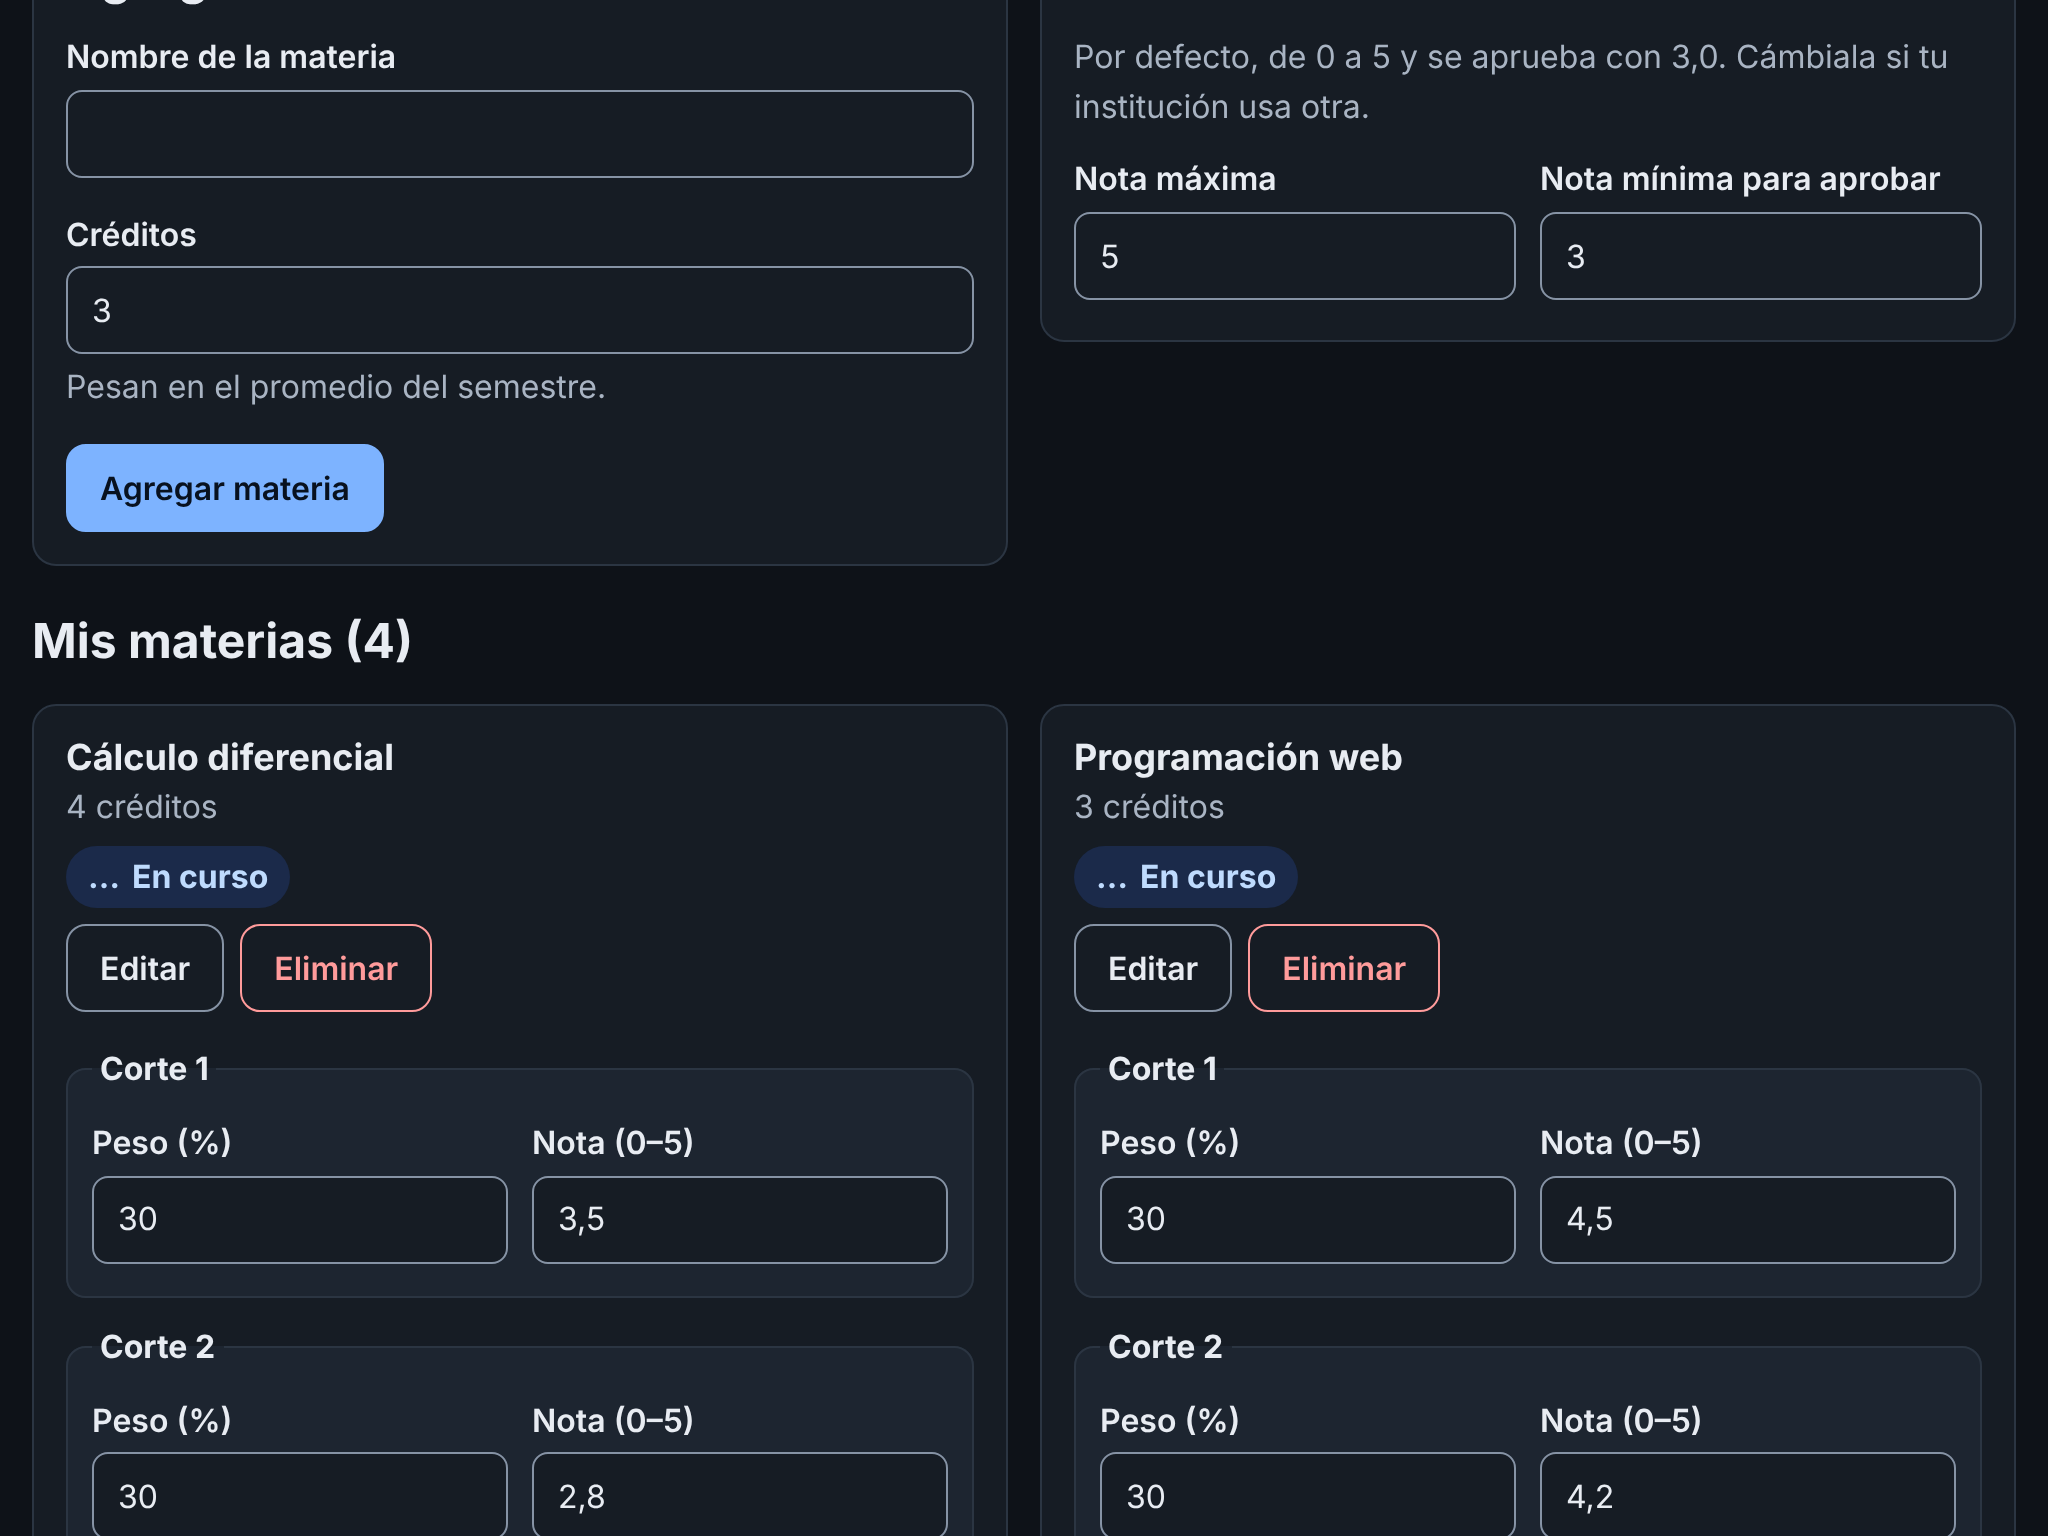 Nombre de la materia
Créditos
3
Pesan en el promedio del semestre.
Agregar materia
Por defecto, de 0 a 5 y se aprueba con 3,0. Cámbiala si tu
institución usa otra.
Nota máxima
Nota mínima para aprobar
5
3
Mis materias (4)
Cálculo diferencial
4 créditos
... En curso
Editar
Eliminar
Corte 1
Peso (%)
Nota (0–5)
30
3,5
Corte 2
Peso (%)
Nota (0–5)
30
2,8
Programación web
3 créditos
... En curso
Editar
Eliminar
Corte 1
Peso (%)
Nota (0–5)
30
4,5
Corte 2
Peso (%)
Nota (0–5)
30
4,2